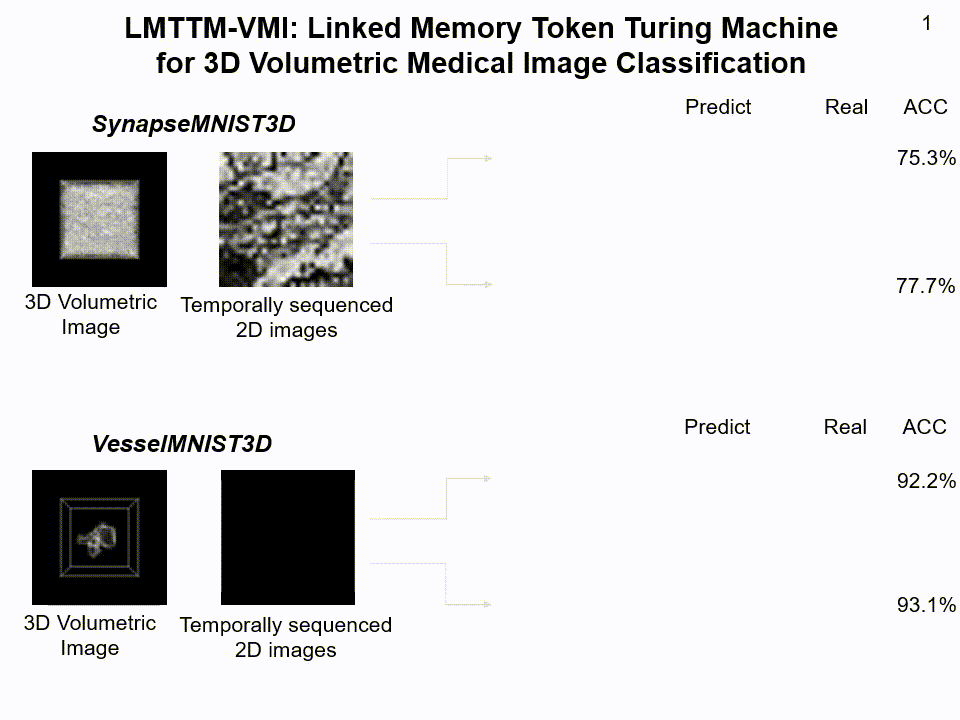 LMTTM-VMI: Linked Memory Token Turing Machine
for 3D Volumetric Medical Image Classification
1
Predict Real ACC
SynapseMNIST3D
75.3%
77.7%
3D Volumetric
Image
Temporally sequenced
2D images
Predict Real ACC
VesselMNIST3D
92.2%
93.1%
3D Volumetric
Image
Temporally sequenced
2D images